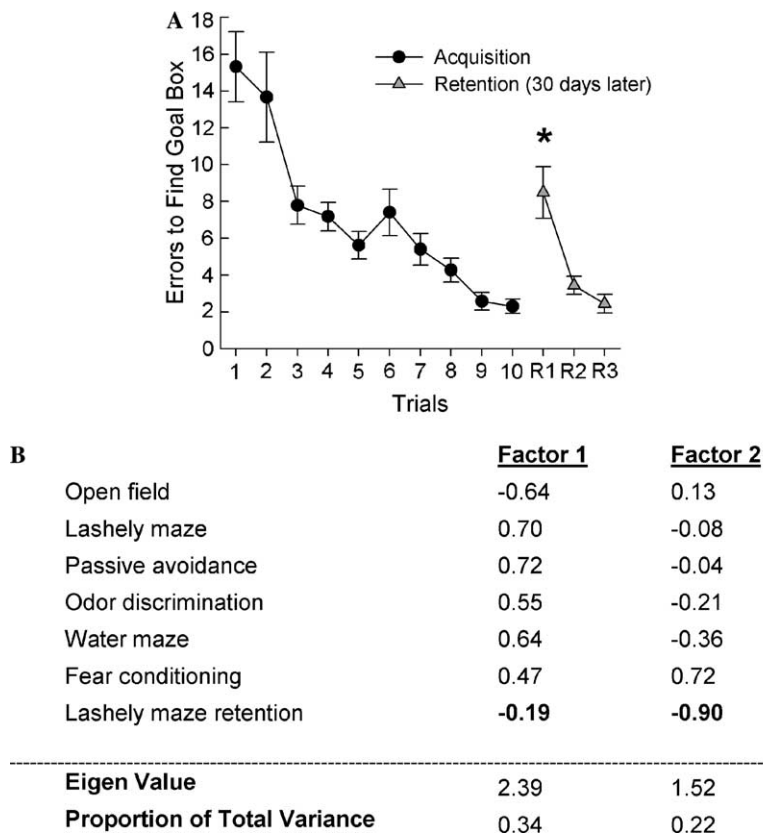 A
18
16
14
12
10
8
6
4
2
0
Errors to Find Goal Box
Acquisition
Retention (30 days later)
*
1 2 3 4 5 6 7 8 9 10 R1 R2 R3
Trials
B Factor 1 Factor 2
Open field -0.64 0.13
Lashely maze 0.70 -0.08
Passive avoidance 0.72 -0.04
Odor discrimination 0.55 -0.21
Water maze 0.64 -0.36
Fear conditioning 0.47 0.72
Lashely maze retention -0.19 -0.90
Eigen Value 2.39 1.52
Proportion of Total Variance 0.34 0.22